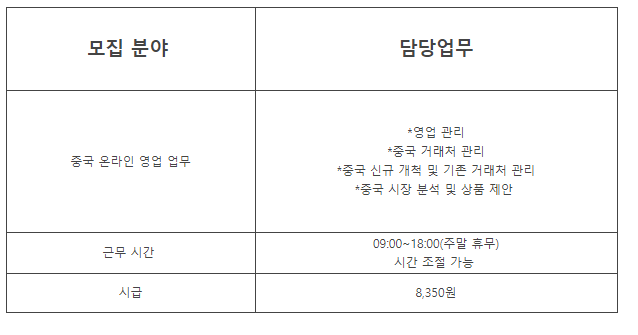 모집 분야
담당업무
중국 온라인 영업 업무
*영업 관리
*중국 거래처 관리
*중국 신규 개척 및 기존 거래처 관리
*중국 시장 분석 및 상품 제안
근무 시간
09:00~18:00(주말 휴무)
시간 조절 가능
시급
8,350원